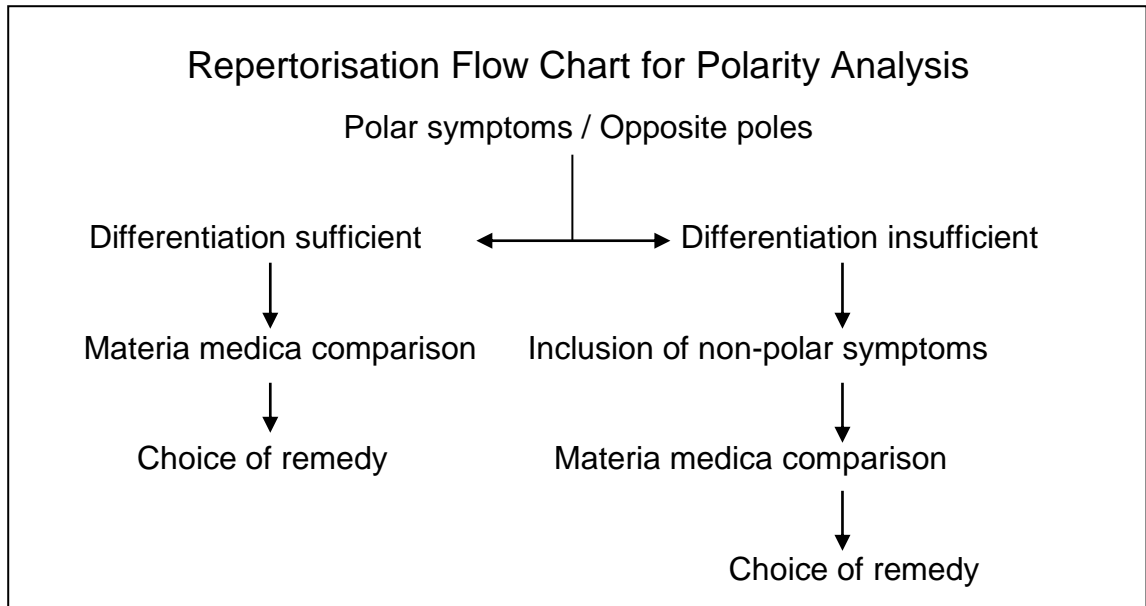 Repertorisation Flow Chart for Polarity Analysis
Polar symptoms / Opposite poles
Differentiation sufficient
Differentiation insufficient
Materia medica comparison
Inclusion of non-polar symptoms
Choice of remedy
Materia medica comparison
Choice of remedy